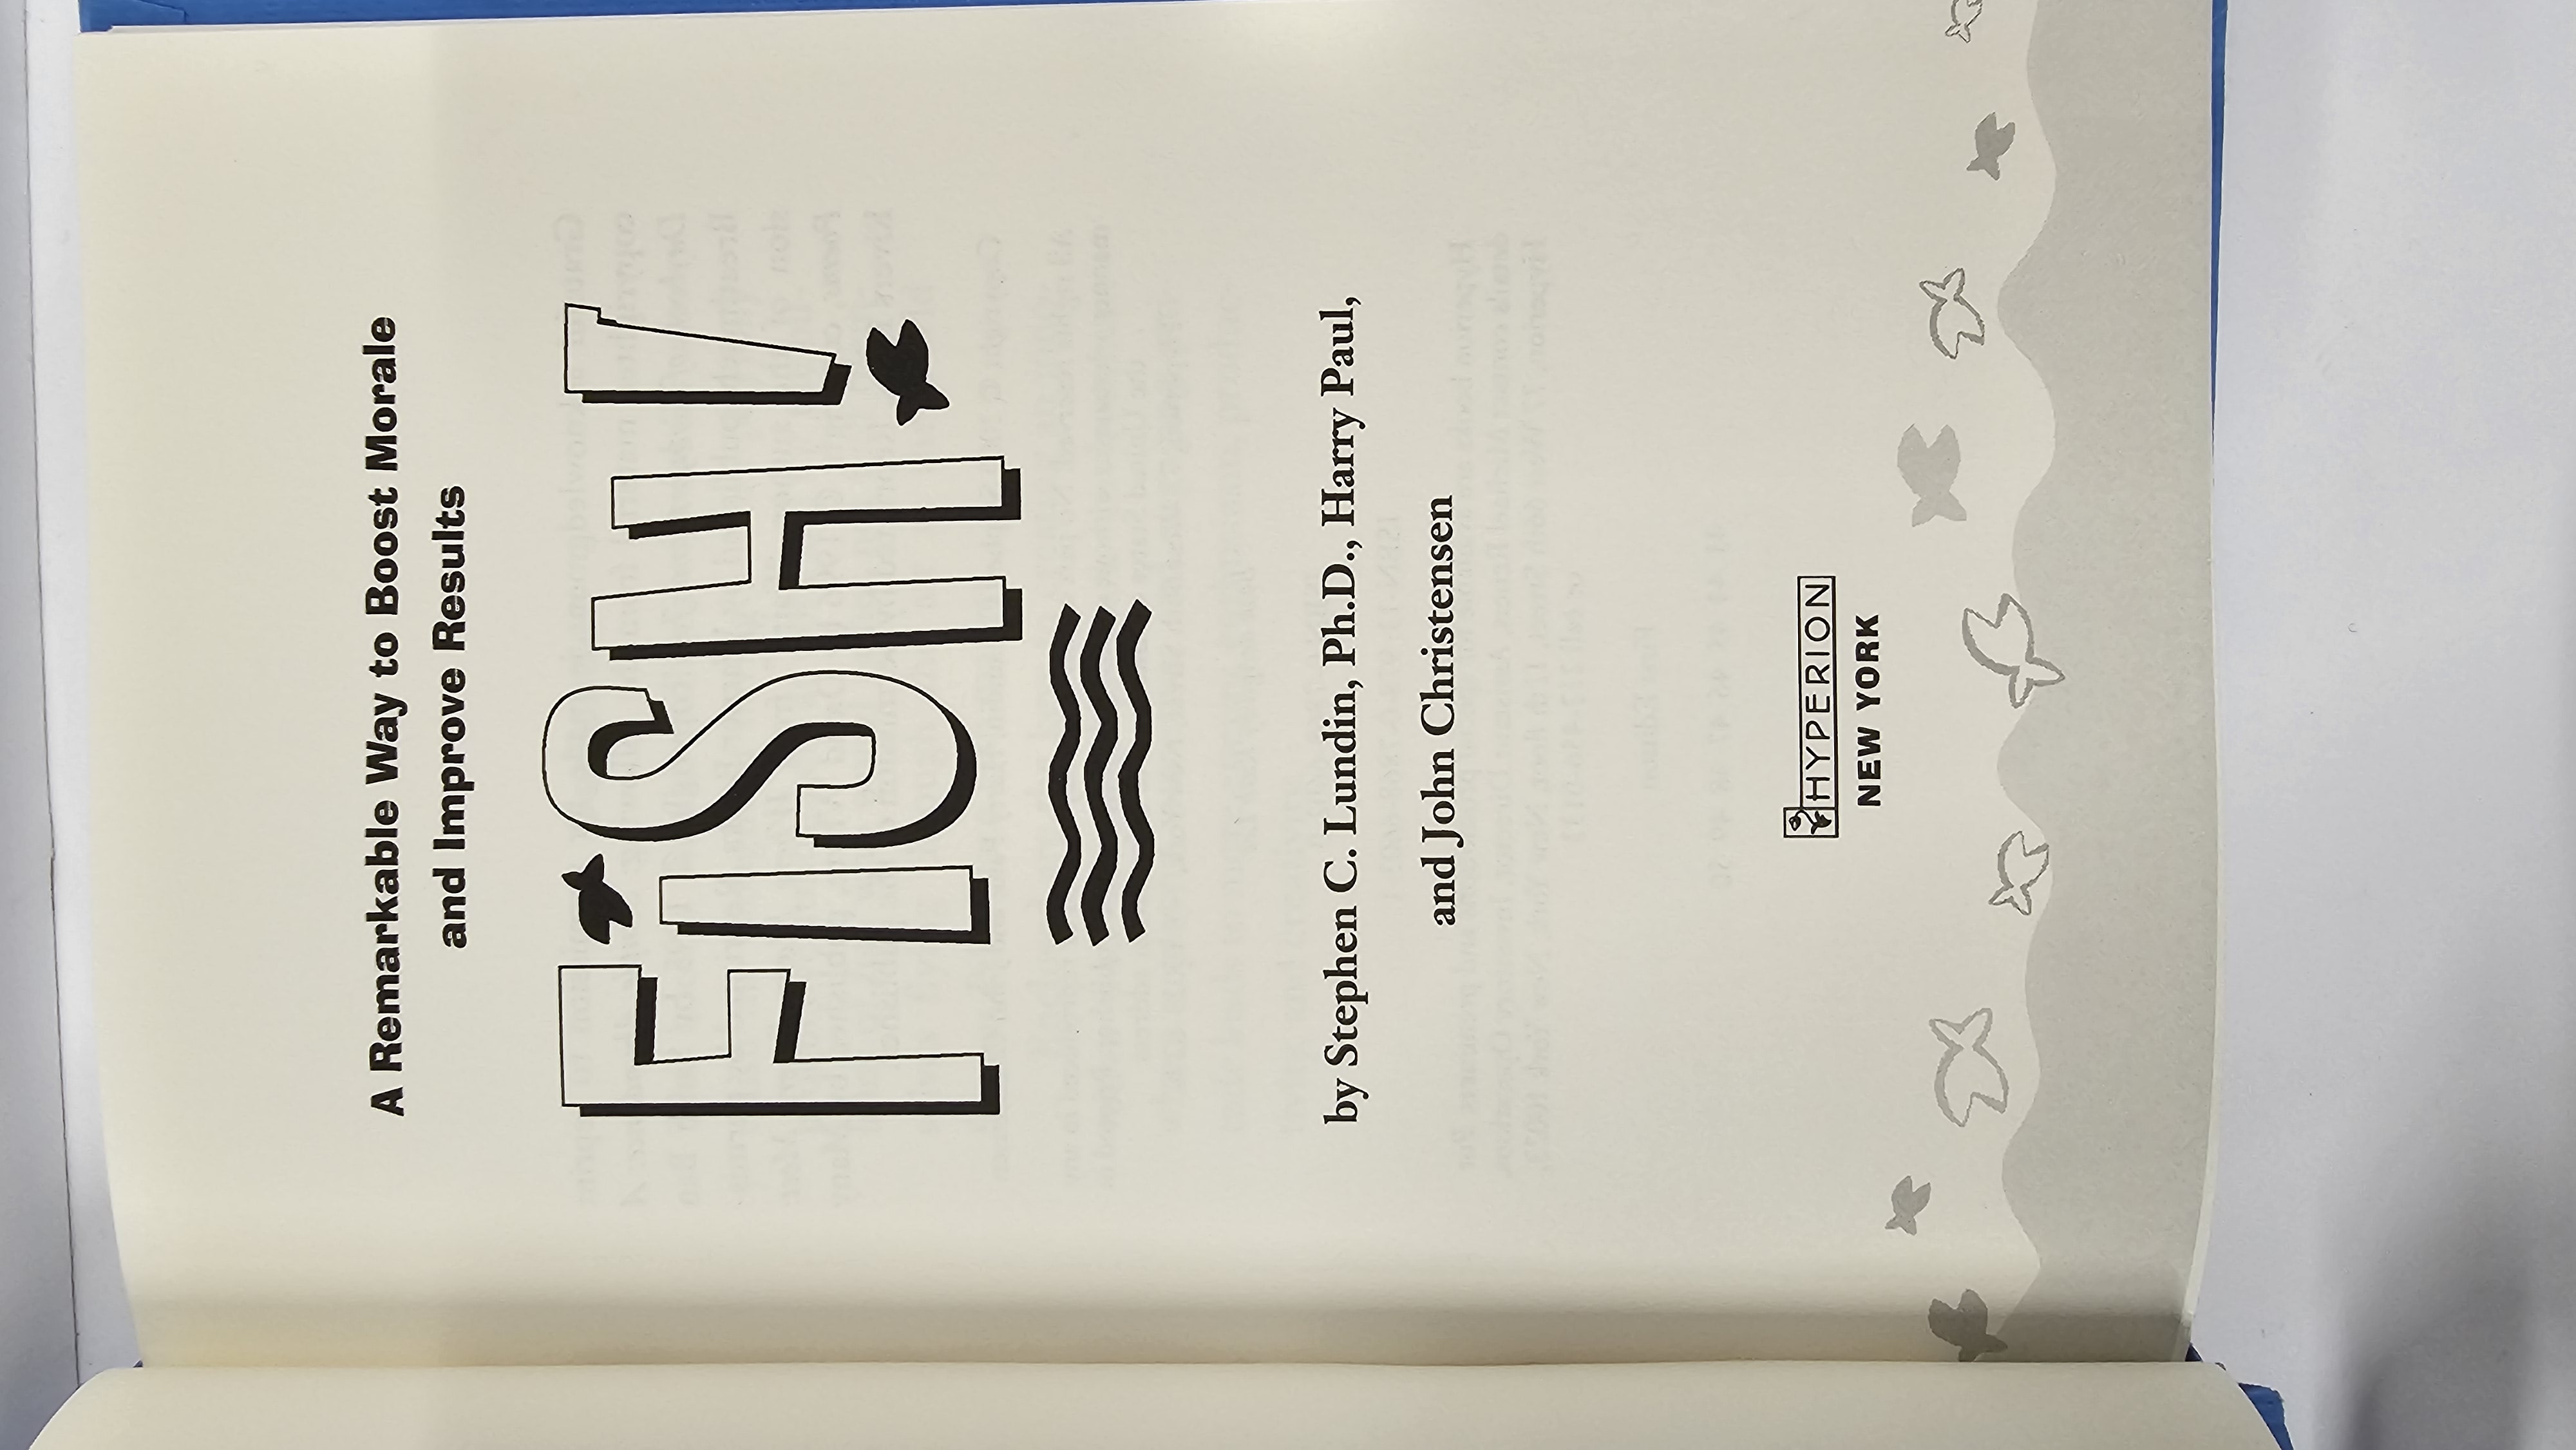 A Remarkable Way to Boost Morale
and Improve Results
FiSH!
by Stephen C. Lundin, Ph.D., Harry Paul,
and John Christensen
HYPERION
NEW YORK